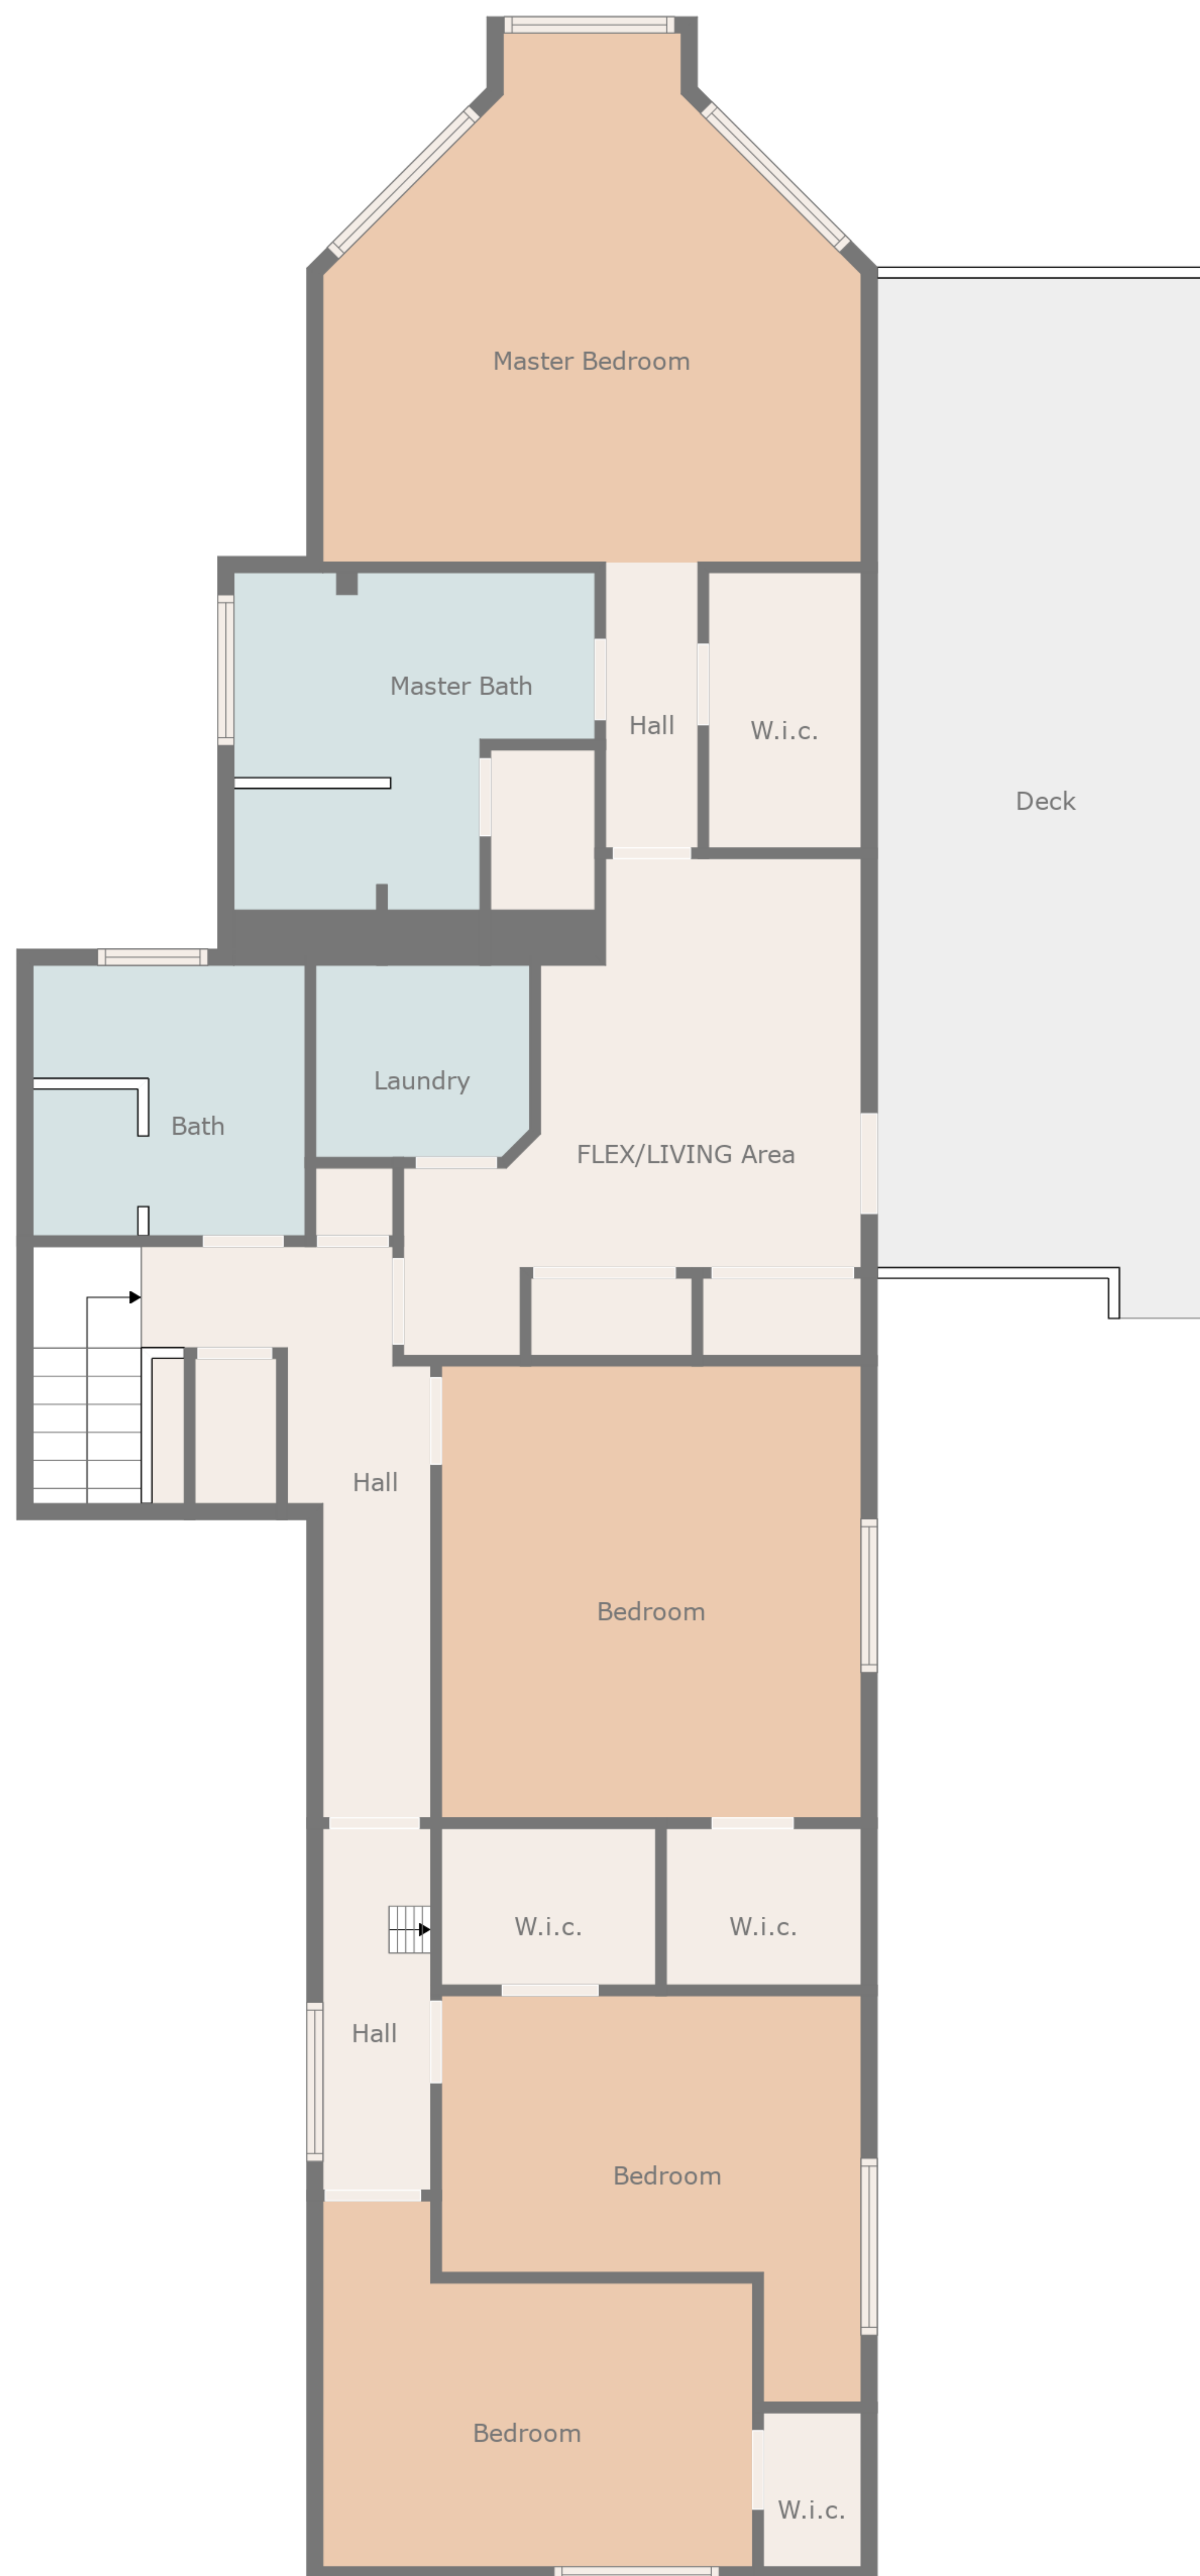 Master Bedroom
Master Bath
Hall
W.i.c.
Deck
Laundry
Bath
FLEX/LIVING Area
Hall
Bedroom
W.i.c.
W.i.c.
Hall
Bedroom
Bedroom
W.i.c.